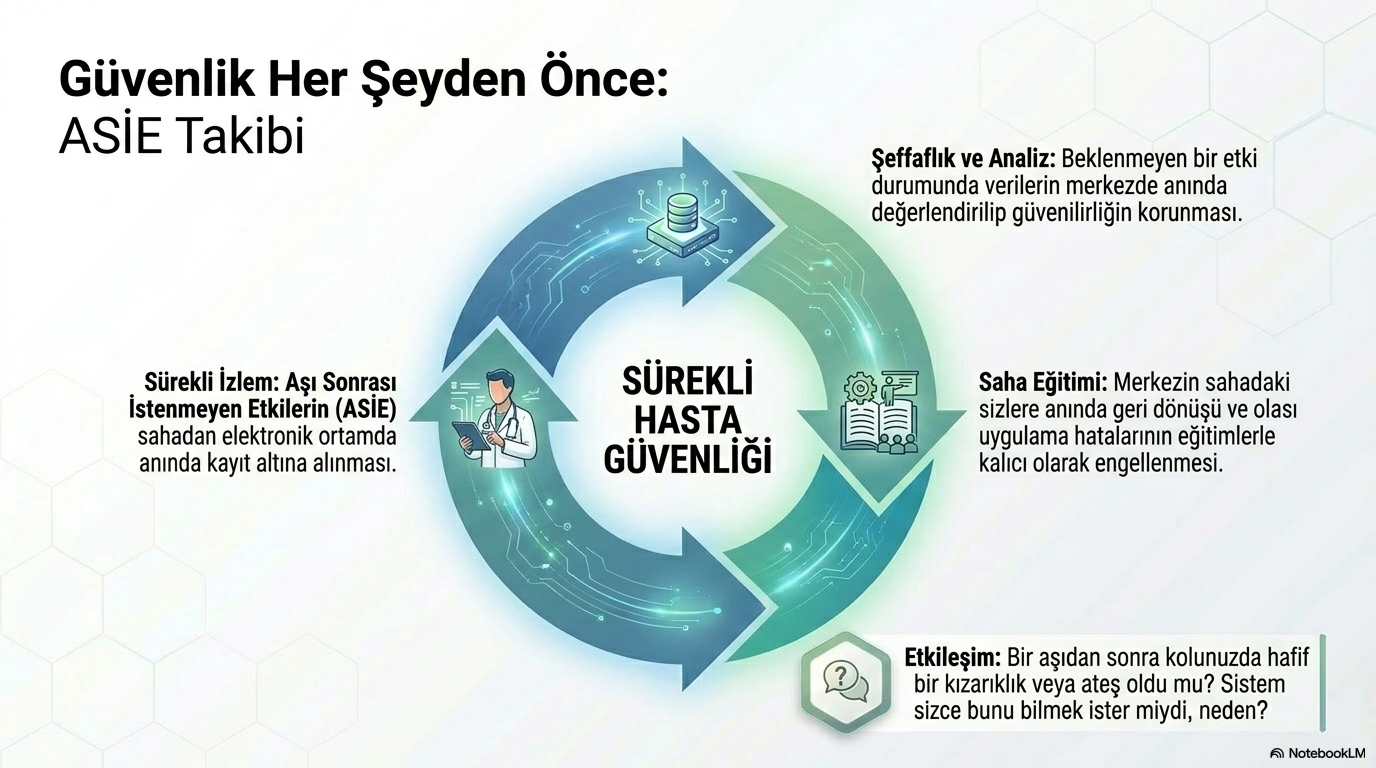 Güvenlik Her Şeyden Önce:
ASİE Takibi
Şeffaflık ve Analiz: Beklenmeyen bir etki
durumunda verilerin merkezde anında
değerlendirilip güvenilirliğin korunması.
Sürekli İzlem: Aşı Sonrası
İstenmeyen Etkilerin (ASİE)
sahadan elektronik ortamda
anında kayıt altına alınması.
SÜREKLİ
HASTA
GÜVENLİĞİ
Saha Eğitimi: Merkezin sahadaki
sizlere anında geri dönüşü ve olası
uygulama hatalarının eğitimlerle
kalıcı olarak engellenmesi.
?
Etkileşim: Bir aşıdan sonra kolunuzda hafif
bir kızarıklık veya ateş oldu mu? Sistem
sizce bunu bilmek ister miydi, neden?
NotebookLM